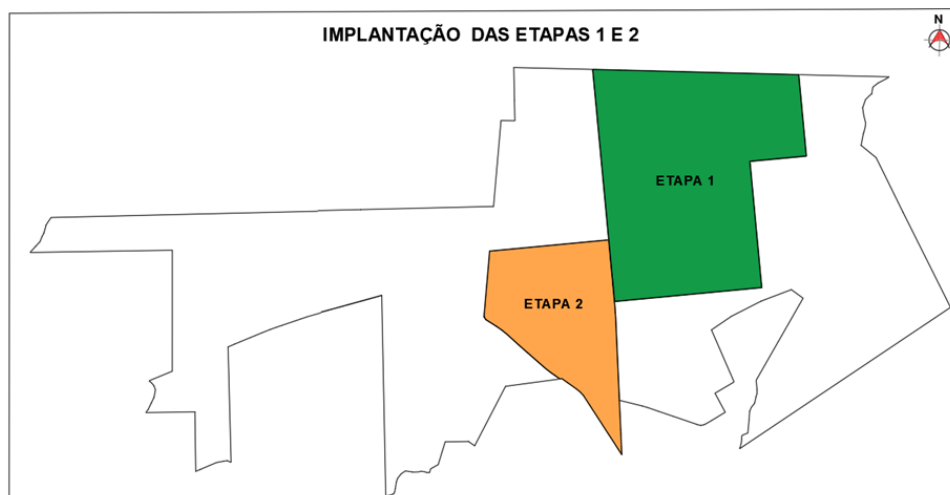 IMPLANTAÇÃO DAS ETAPAS 1 E 2
N
ETAPA 1
ETAPA 2